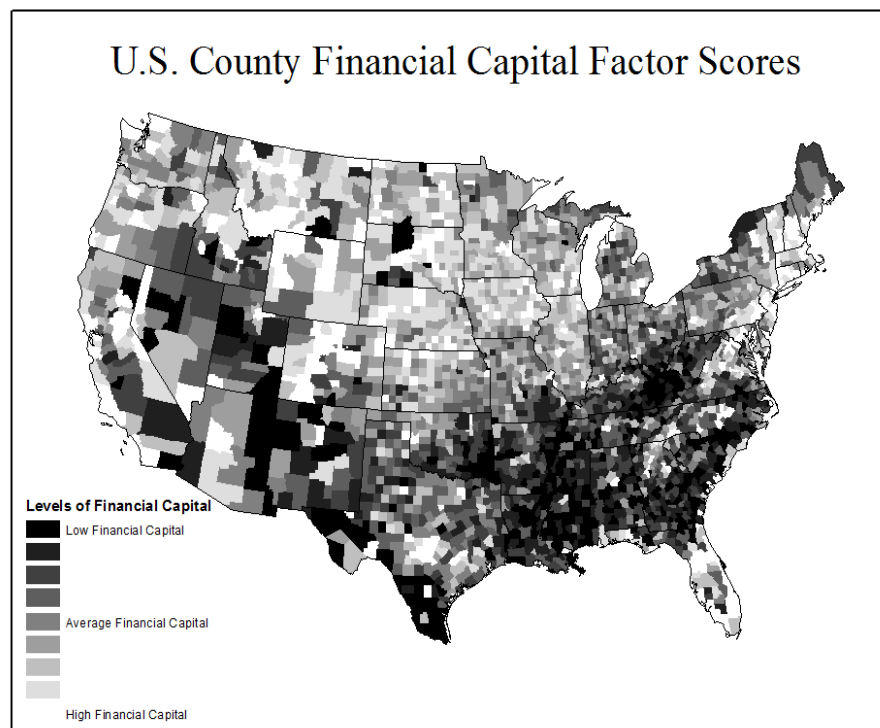 U.S. County Financial Capital Factor Scores
Levels of Financial Capital
Low Financial Capital
Average Financial Capital
High Financial Capital